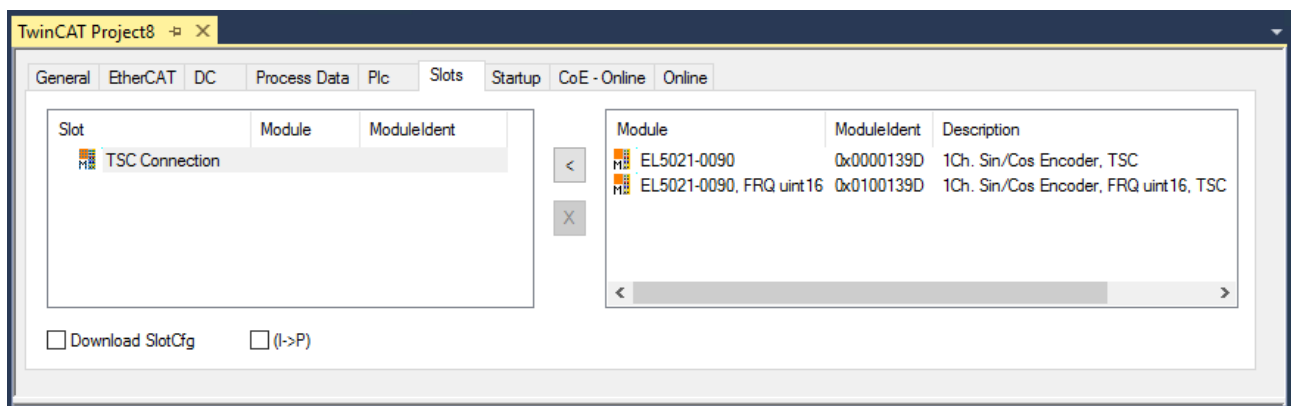 TwinCAT Project8
General EtherCAT DC Process Data Plc Slots Startup CoE - Online Online
Slot Module ModuleIdent
TSC Connection
<
X
Module ModuleIdent Description
EL5021-0090 0x0000139D 1Ch. Sin/Cos Encoder, TSC
EL5021-0090, FRQ uint16 0x0100139D 1Ch. Sin/Cos Encoder, FRQ uint16, TSC
Download SlotCfg (I->P)